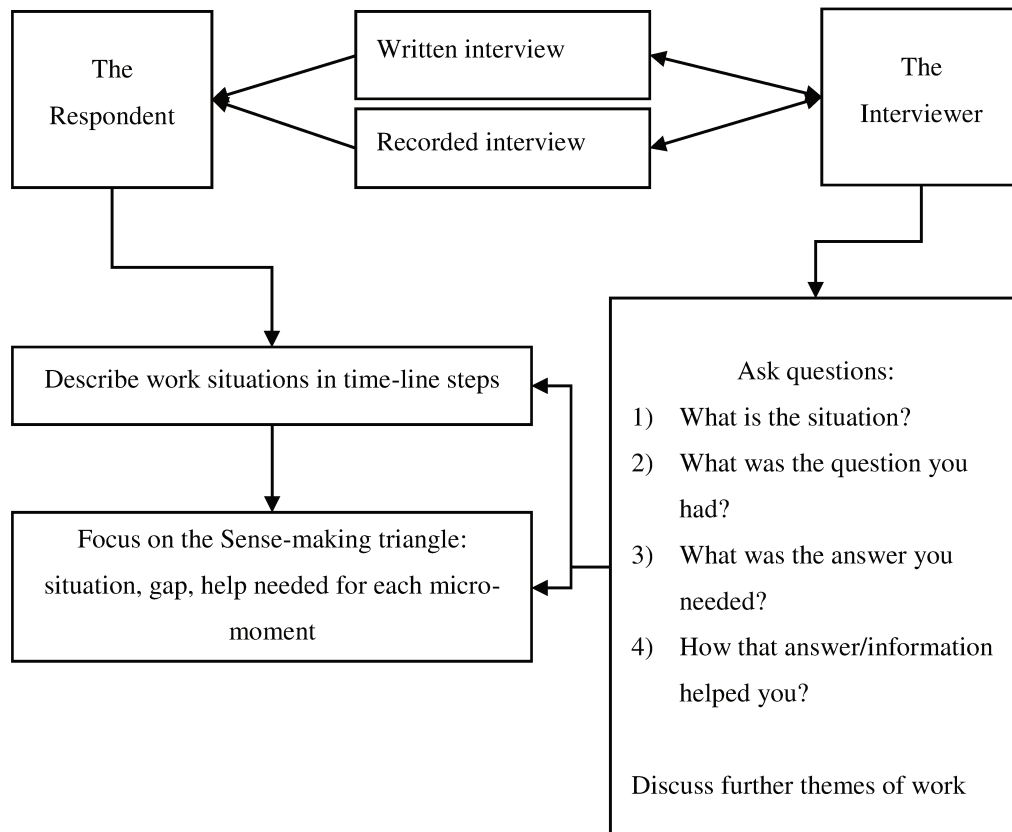 The
Respondent
Written interview
Recorded interview
The
Interviewer
Describe work situations in time-line steps
Focus on the Sense-making triangle:
situation, gap, help needed for each micro-
moment
Ask questions:
1) What is the situation?
2) What was the question you
had?
3) What was the answer you
needed?
4) How that answer/information
helped you?
Discuss further themes of work